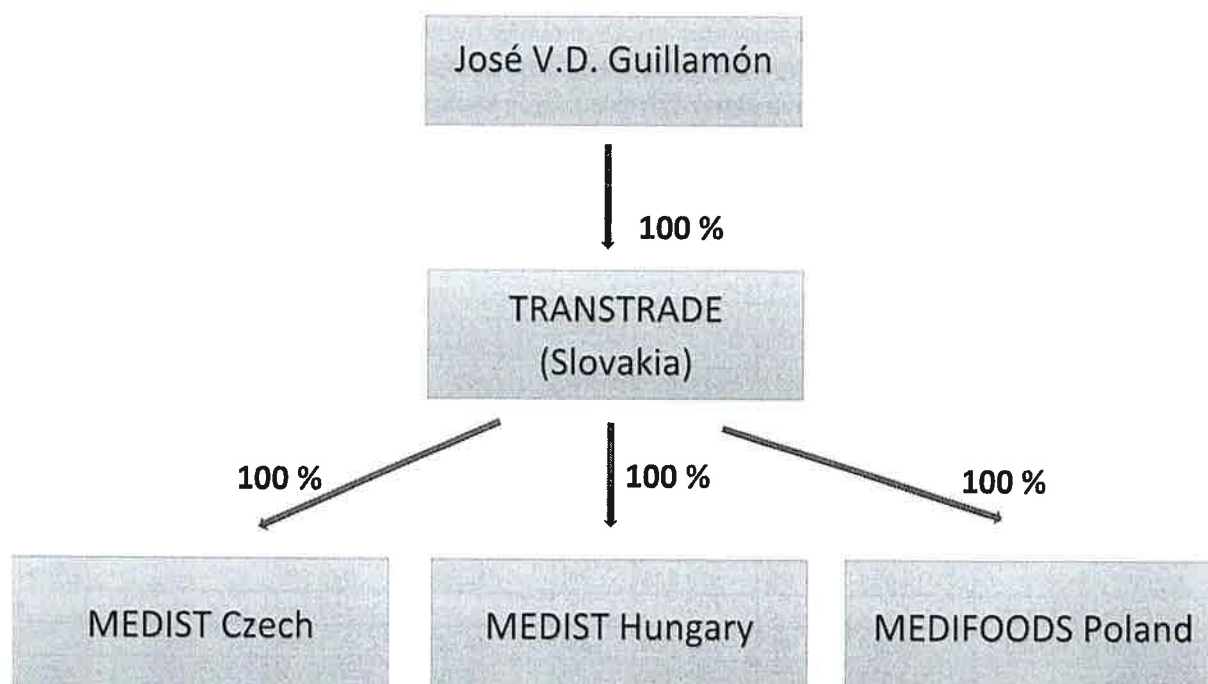 José V.D. Guillamón
100 %
TRANSTRADE
(Slovakia)
100 %
100 %
100 %
MEDIST Czech
MEDIST Hungary
MEDIFOODS Poland